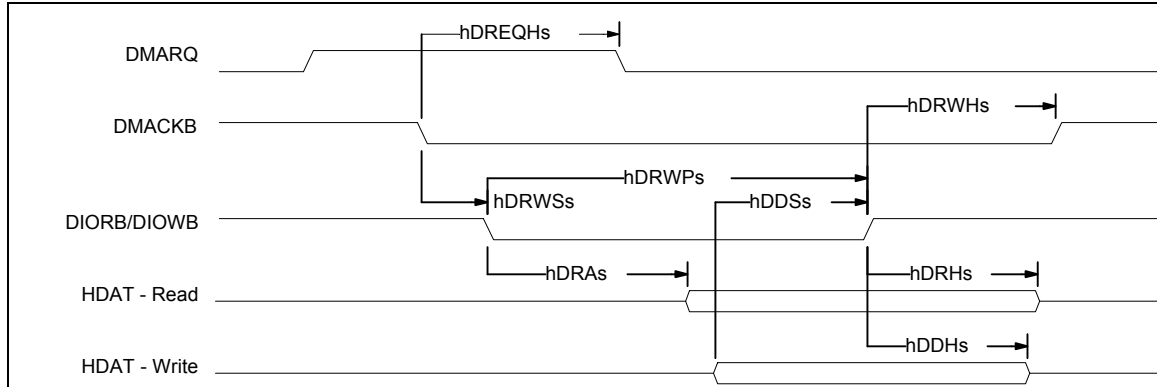 DMARQ
hDREQHs
DMACKB
hDRWHs
hDRWPs
hDRWSs
hDDSs
DIORB/DIOWB
hDRAs
hDRHs
HDAT - Read
hDDHs
HDAT - Write